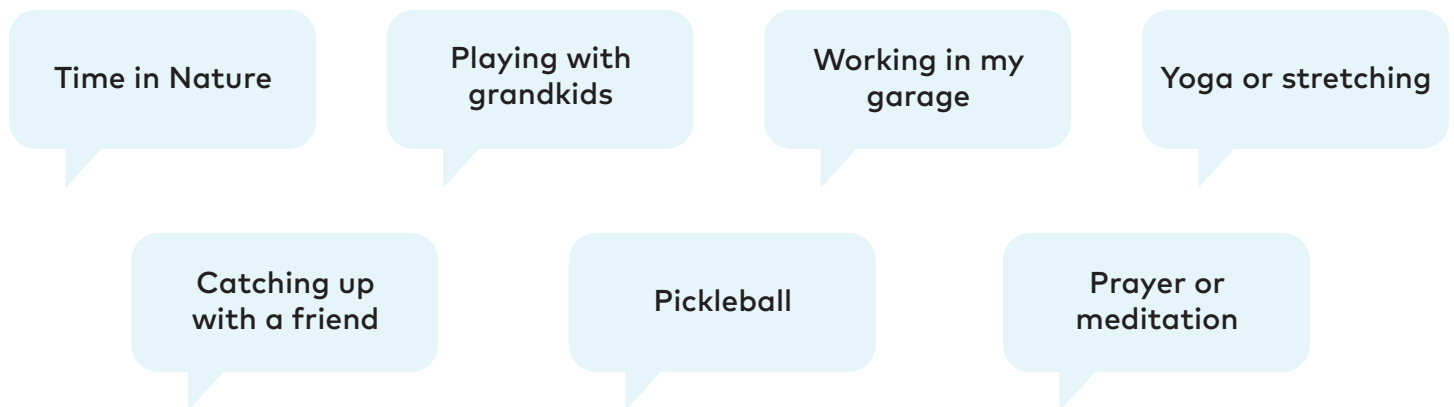 Time in Nature
Playing with
grandkids
Working in my
garage
Yoga or stretching
Catching up
with a friend
Pickleball
Prayer or
meditation